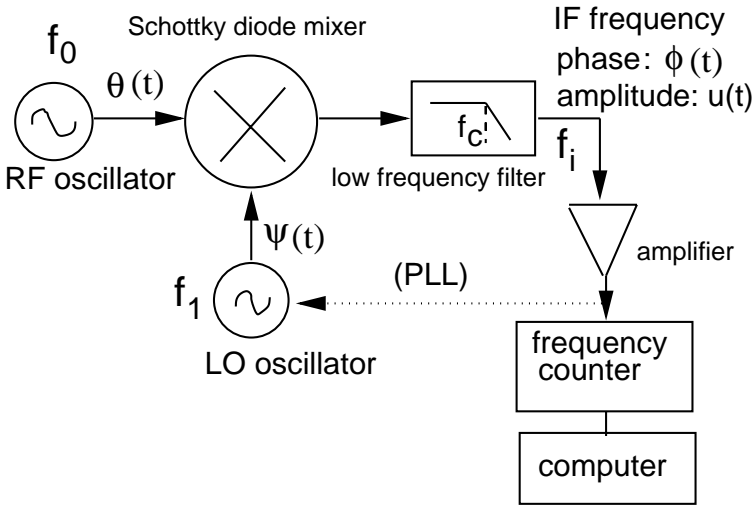 Schottky diode mixer
IF frequency
phase: ϕ(t)
amplitude: u(t)
f0
θ(t)
RF oscillator
fc
low frequency filter
fi
ψ(t)
amplifier
(PLL)
f1
LO oscillator
frequency
counter
computer